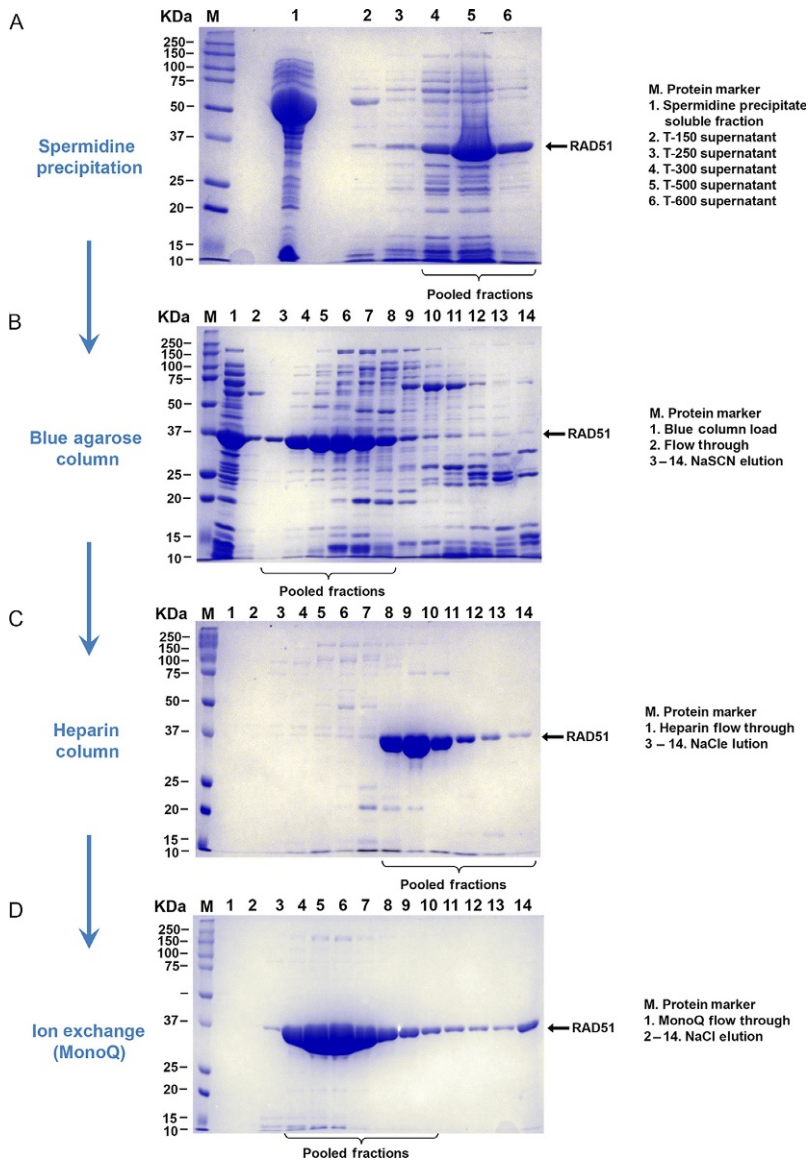 A
KDa M 1 2 3 4 5 6
250–
150–
100–
75–
50–
37–
25–
20–
15–
10–
Spermidine
precipitation
RAD51
M. Protein marker
1. Spermidine precipitate
soluble fraction
2. T-150 supernatant
3. T-250 supernatant
4. T-300 supernatant
5. T-500 supernatant
6. T-600 supernatant
Pooled fractions
B
KDa M 1 2 3 4 5 6 7 8 9 10 11 12 13 14
250–
150–
100–
75–
50–
37–
25–
20–
15–
10–
Blue agarose
column
RAD51
M. Protein marker
1. Blue column load
2. Flow through
3–14. NaSCN elution
Pooled fractions
C
KDa M 1 2 3 4 5 6 7 8 9 10 11 12 13 14
250–
150–
100–
75–
50–
37–
25–
20–
15–
10–
Heparin
column
RAD51
M. Protein marker
1. Heparin flow through
3 – 14. NaCle lution
Pooled fractions
D
KDa M 1 2 3 4 5 6 7 8 9 10 11 12 13 14
250–
150–
100–
75–
–
37–
25–
20–
15–
10–
Ion exchange
(MonoQ)
RAD51
M. Protein marker
1. MonoQ flow through
2–14. NaCl elution
Pooled fractions